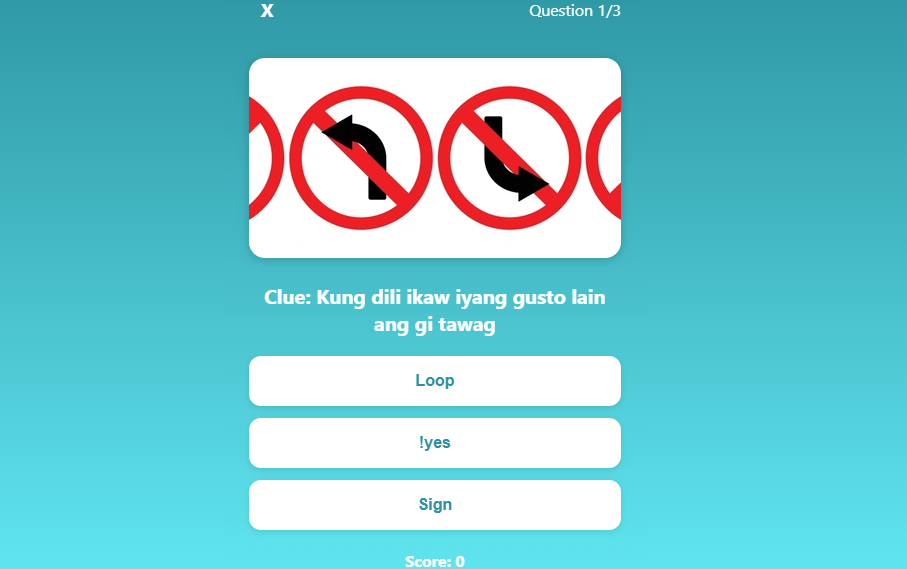 X
Question 1/3
Clue: Kung dili ikaw iyang gusto lain
ang gi tawag
Loop
!yes
Sign
Score: 0